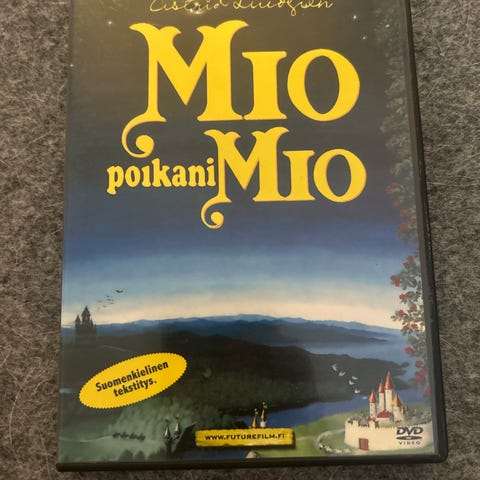 Astrid Lindgren
MIO
poikani MIO
Suomenkielinen
tekstitys.
WWW.FUTUREFILM.FI
DVD
VIDEO